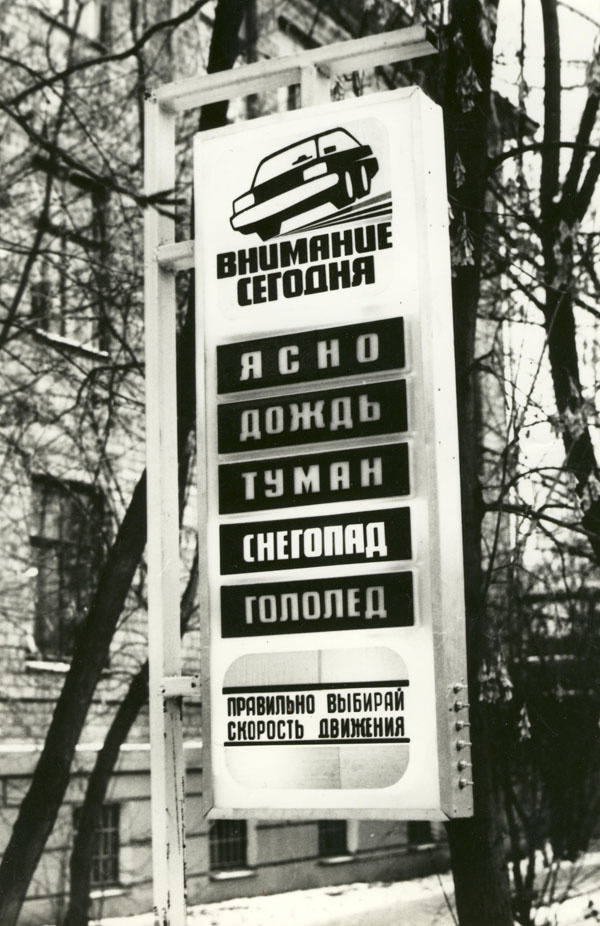 ВНИМАНИЕ
СЕГОДНЯ
ЯСНО
ДОЖДЬ
ТУМАН
СНЕГОПАД
ГОЛОЛЕД
ПРАВИЛЬНО ВЫБИРАЙ
СКОРОСТЬ ДВИЖЕНИЯ